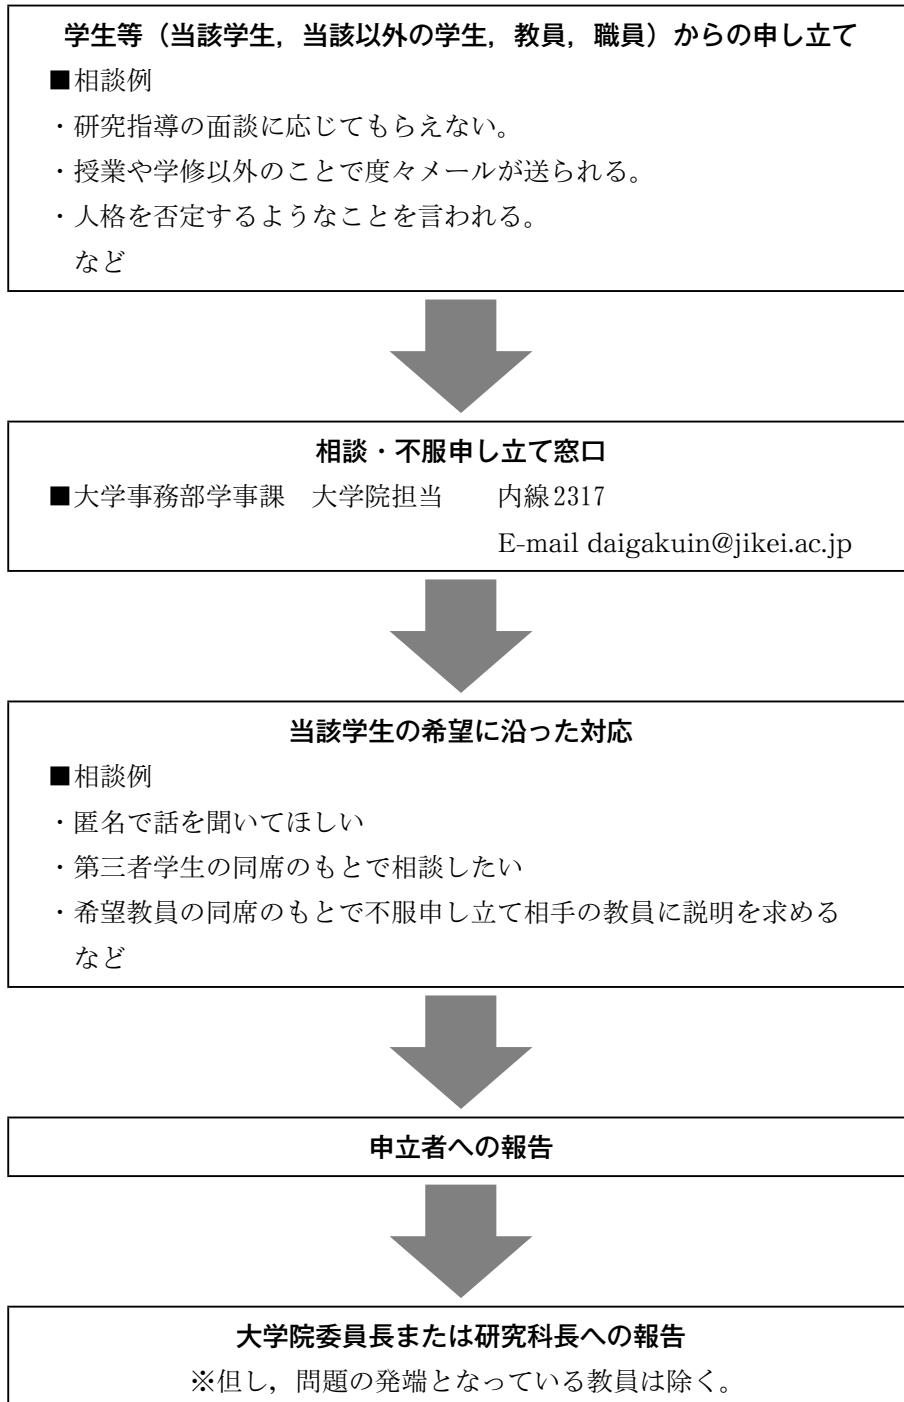 学生等（当該学生，当該以外の学生，教員，職員）からの申し立て
■相談例
・研究指導の面談に応じてもらえない。
・授業や学修以外のことで度々メールが送られる。
・人格を否定するようなことを言われる。
など
相談・不服申し立て窓口
■大学事務部学事課　大学院担当　　内線2317
E-mail daigakuin@jikei.ac.jp
当該学生の希望に沿った対応
■相談例
・匿名で話を聞いてほしい
・第三者学生の同席のもとで相談したい
・希望教員の同席のもとで不服申し立て相手の教員に説明を求める
など
申立者への報告
大学院委員長または研究科長への報告
※但し，問題の発端となっている教員は除く。